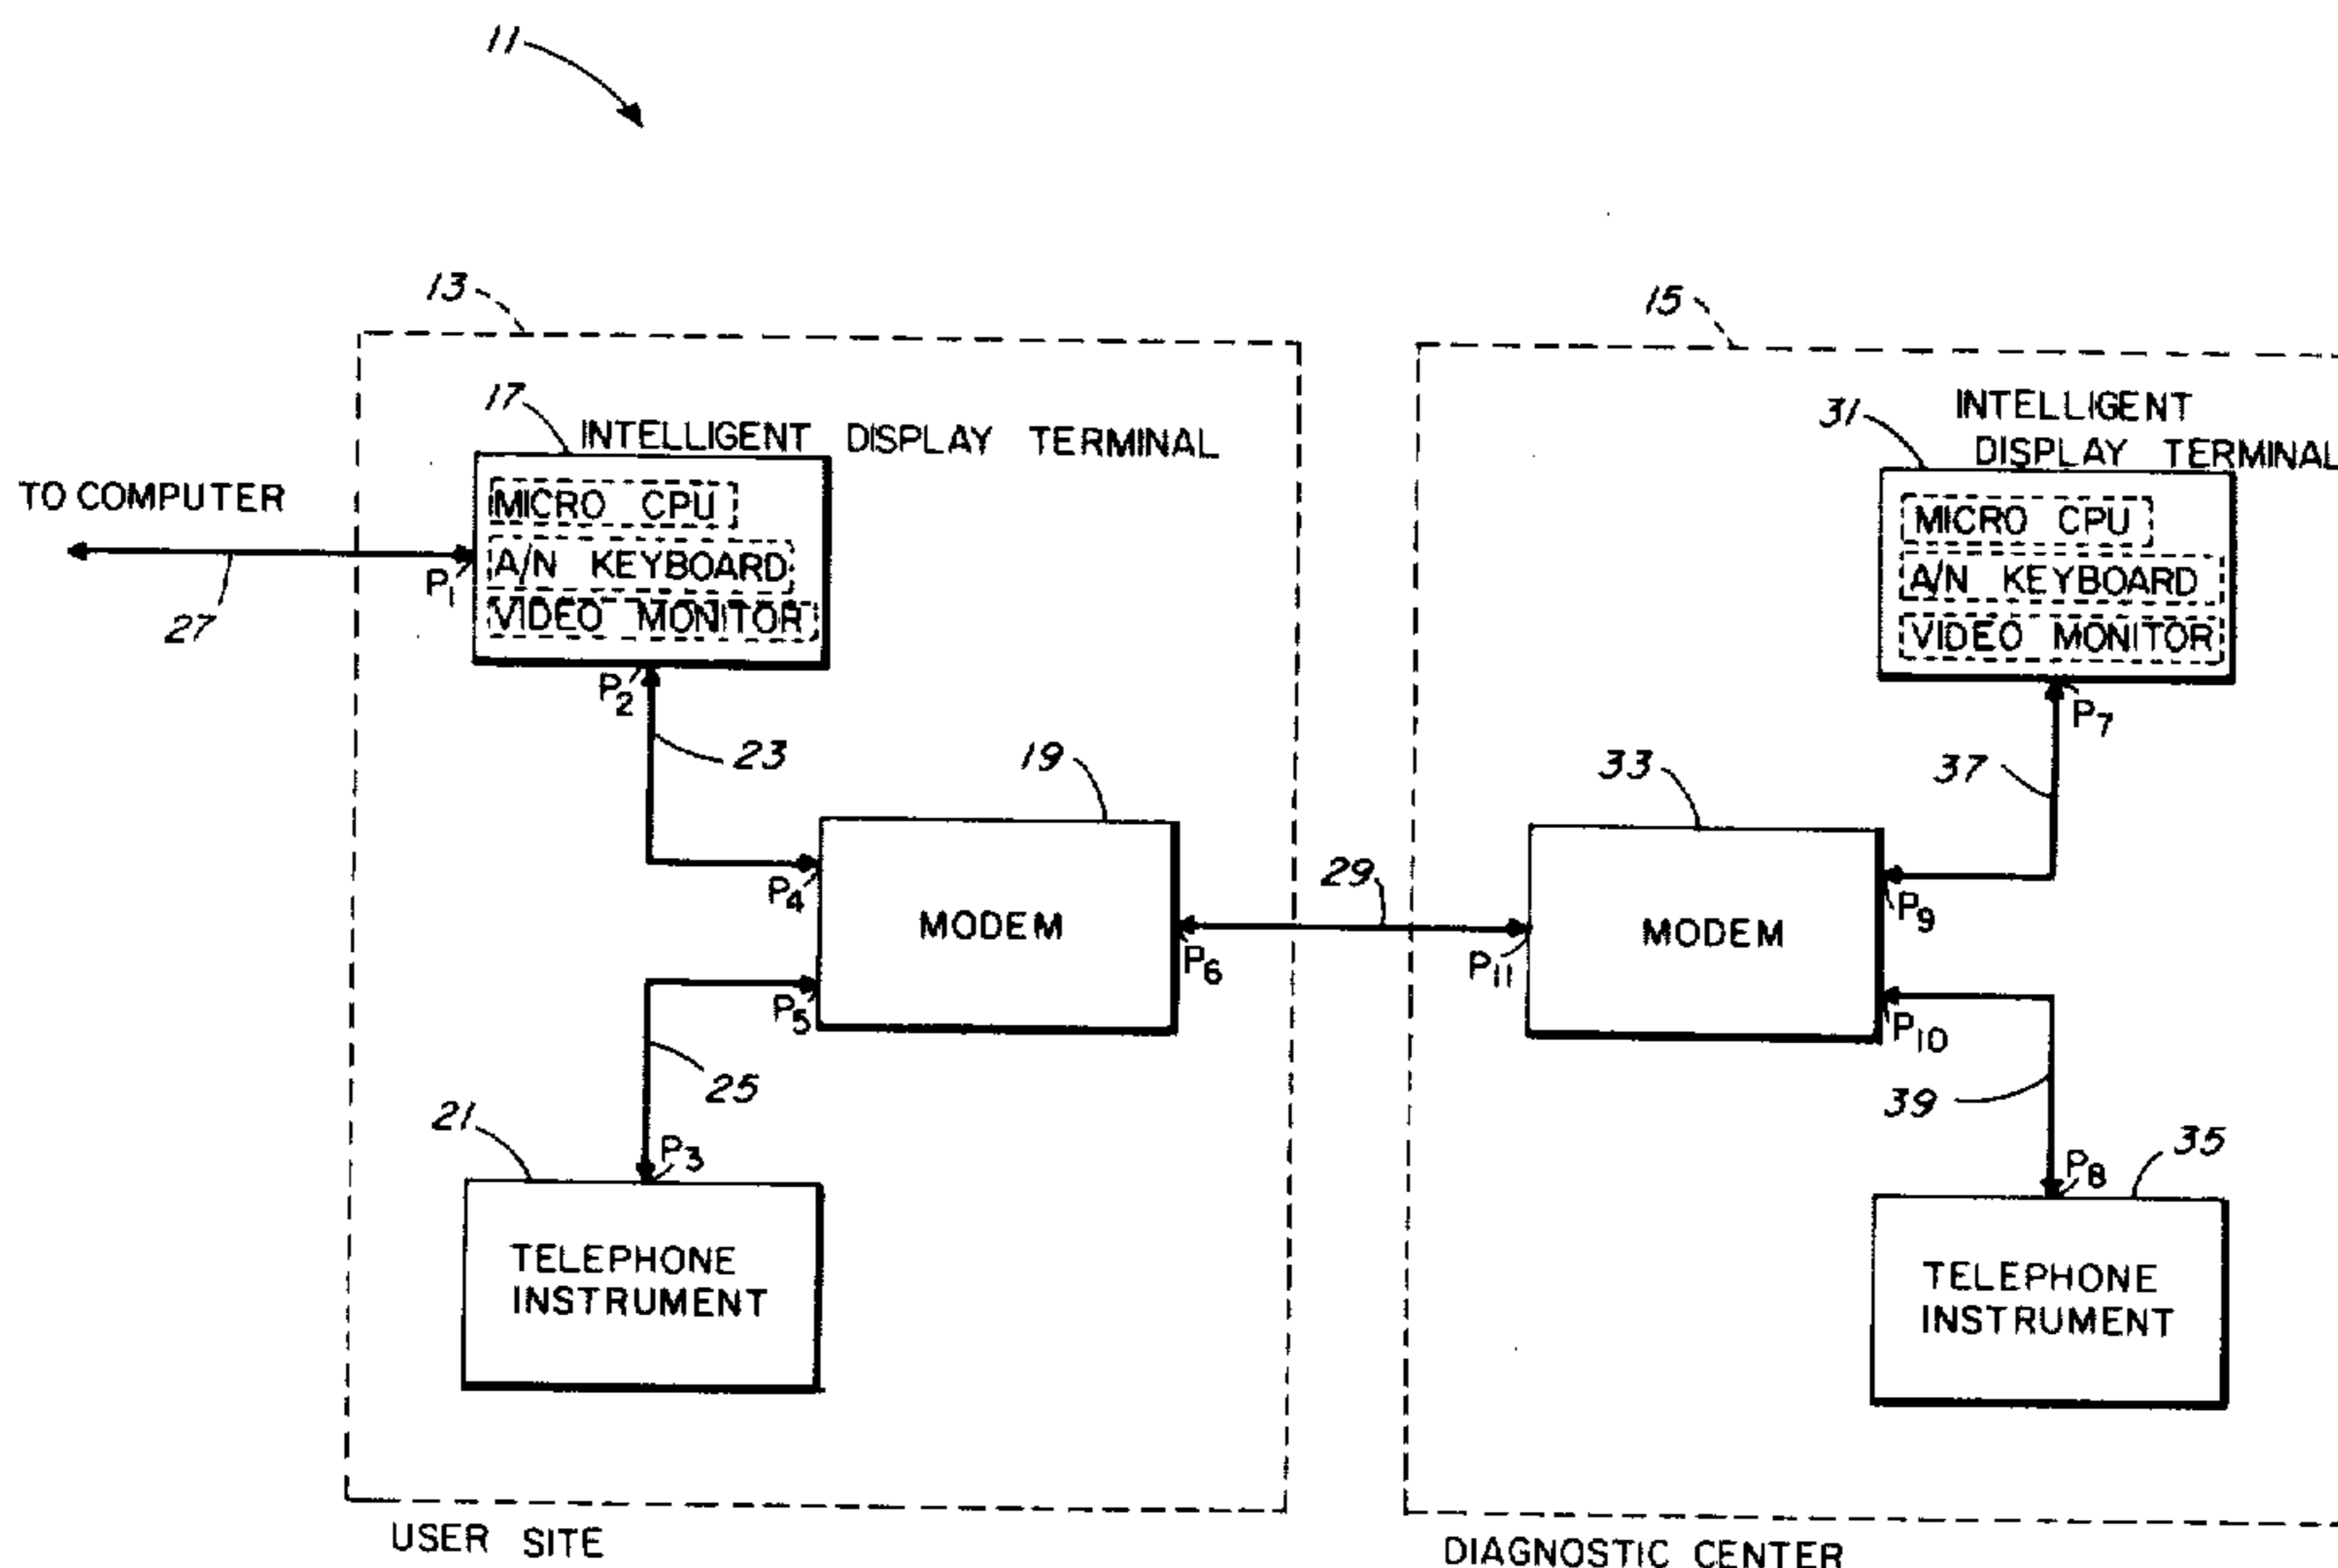 11
13
15
17
INTELLIGENT DISPLAY TERMINAL
31
INTELLIGENT
DISPLAY TERMINAL
TO COMPUTER
MICRO CPU
A/N KEYBOARD
VIDEO MONITOR
MICRO CPU
A/N KEYBOARD
VIDEO MONITOR
P1
27
P2
P7
23
19
33
37
P4
29
P9
MODEM
MODEM
P6
P11
P5
P10
25
39
21
P3
P8
35
TELEPHONE
INSTRUMENT
TELEPHONE
INSTRUMENT
USER SITE
DIAGNOSTIC CENTER